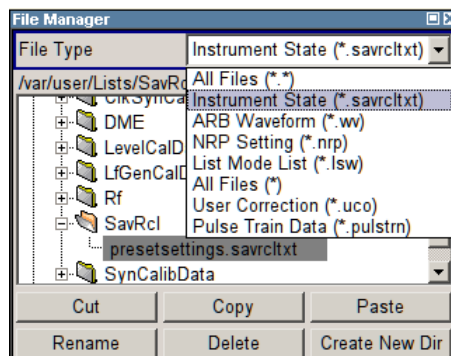 File Manager
File Type
Instrument State (*.savrcltxt)
/var/user/Lists/SavRc
All Files (*.*)
Instrument State (*.savrcltxt)
ARB Waveform (*.wv)
NRP Setting (*.nrp)
List Mode List (*.lsw)
All Files (*)
User Correction (*.uco)
Pulse Train Data (*.pulstrn)
ClkSynCa
DME
LevelCalD
LfGenCalD
Rf
SavRcl
presetsettings.savrcltxt
SynCalibData
Cut Copy Paste
Rename Delete Create New Dir